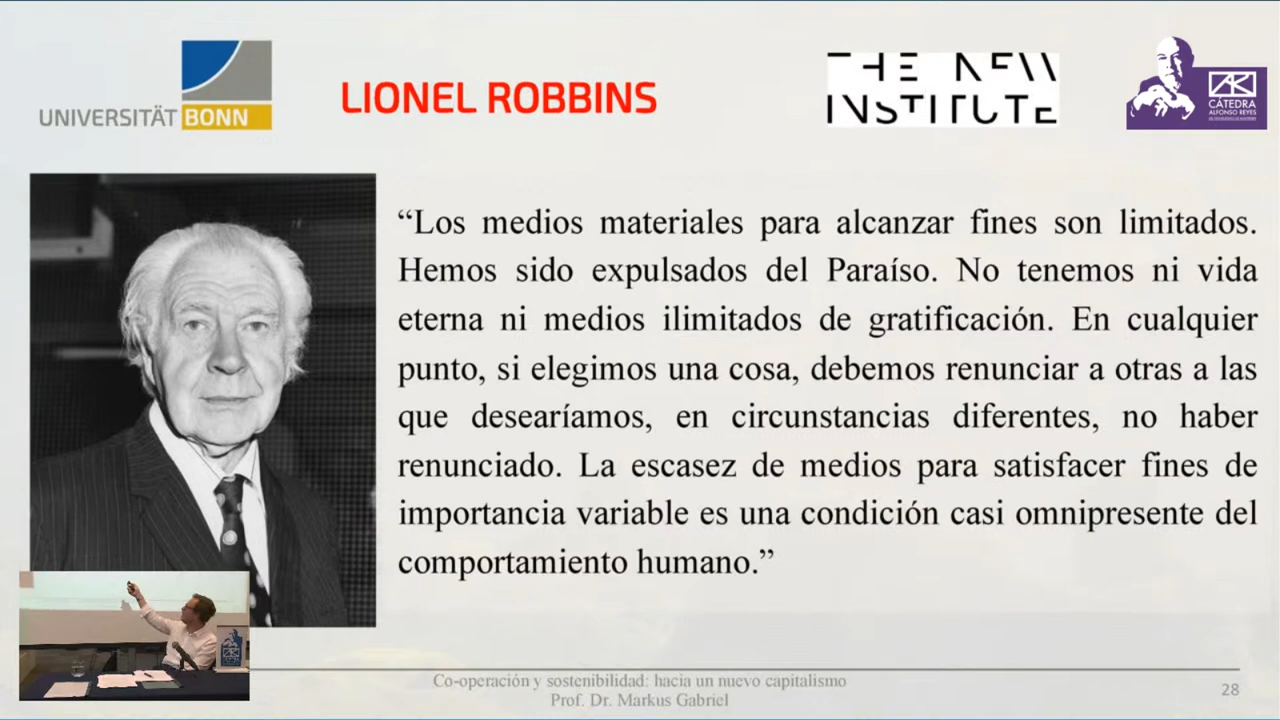 UNIVERSITÄT BONN
LIONEL ROBBINS
THE NEW
INSTITUTE
CÁTEDRA
ALFONSO REYES
“Los medios materiales para alcanzar fines son limitados.
Hemos sido expulsados del Paraíso. No tenemos ni vida
eterna ni medios ilimitados de gratificación. En cualquier
punto, si elegimos una cosa, debemos renunciar a otras a las
que desearíamos, en circunstancias diferentes, no haber
renunciado. La escasez de medios para satisfacer fines de
importancia variable es una condición casi omnipresente del
comportamiento humano.”
Co-operación y sostenibilidad: hacia un nuevo capitalismo
Prof. Dr. Markus Gabriel
28